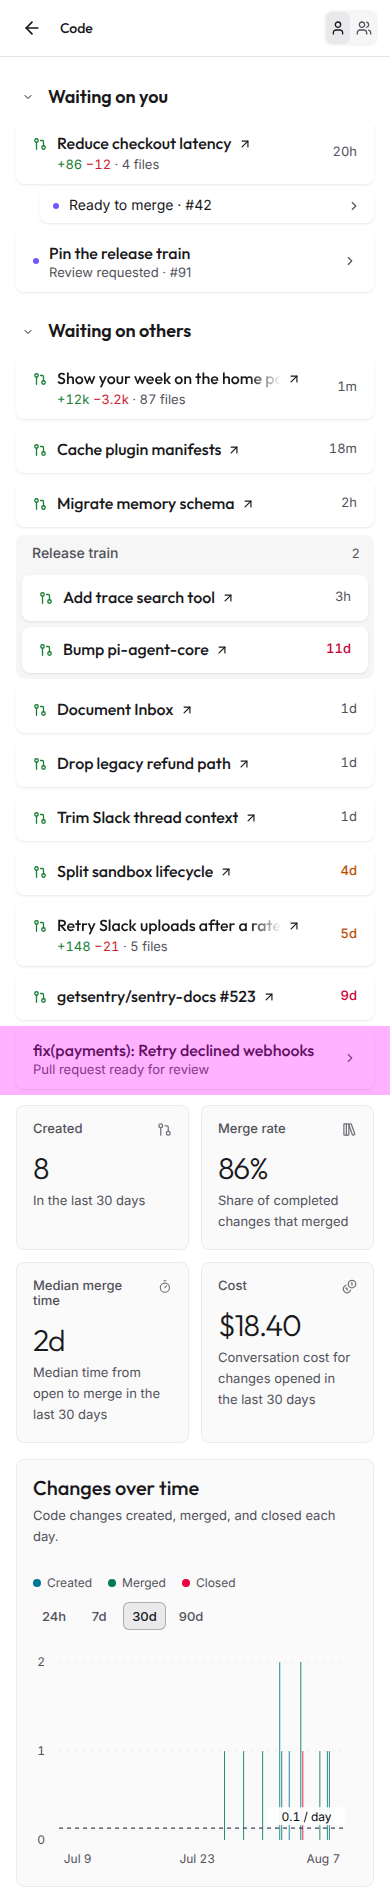 Code
Waiting on you
Reduce checkout latency
+86 −12 · 4 files
20h
Ready to merge · #42
Pin the release train
Review requested · #91
Waiting on others
Show your week on the home
+12k −3.2k · 87 files
1m
Cache plugin manifests
18m
Migrate memory schema
2h
Release train
2
Add trace search tool
3h
Bump pi-agent-core
11d
Document Inbox
1d
Drop legacy refund path
1d
Trim Slack thread context
1d
Split sandbox lifecycle
4d
Retry Slack uploads after a rate
+148 −21 · 5 files
5d
getsentry/sentry-docs #523
9d
fix(payments): Retry declined webhooks
Pull request ready for review
Created
8
In the last 30 days
Merge rate
86%
Share of completed
changes that merged
Median merge
time
2d
Median time from
open to merge in the
last 30 days
Cost
$18.40
Conversation cost for
changes opened in
the last 30 days
Changes over time
Code changes created, merged, and closed each
day.
Created Merged Closed
24h 7d 30d 90d
2
1
0.1 / day
0
Jul 9 Jul 23 Aug 7